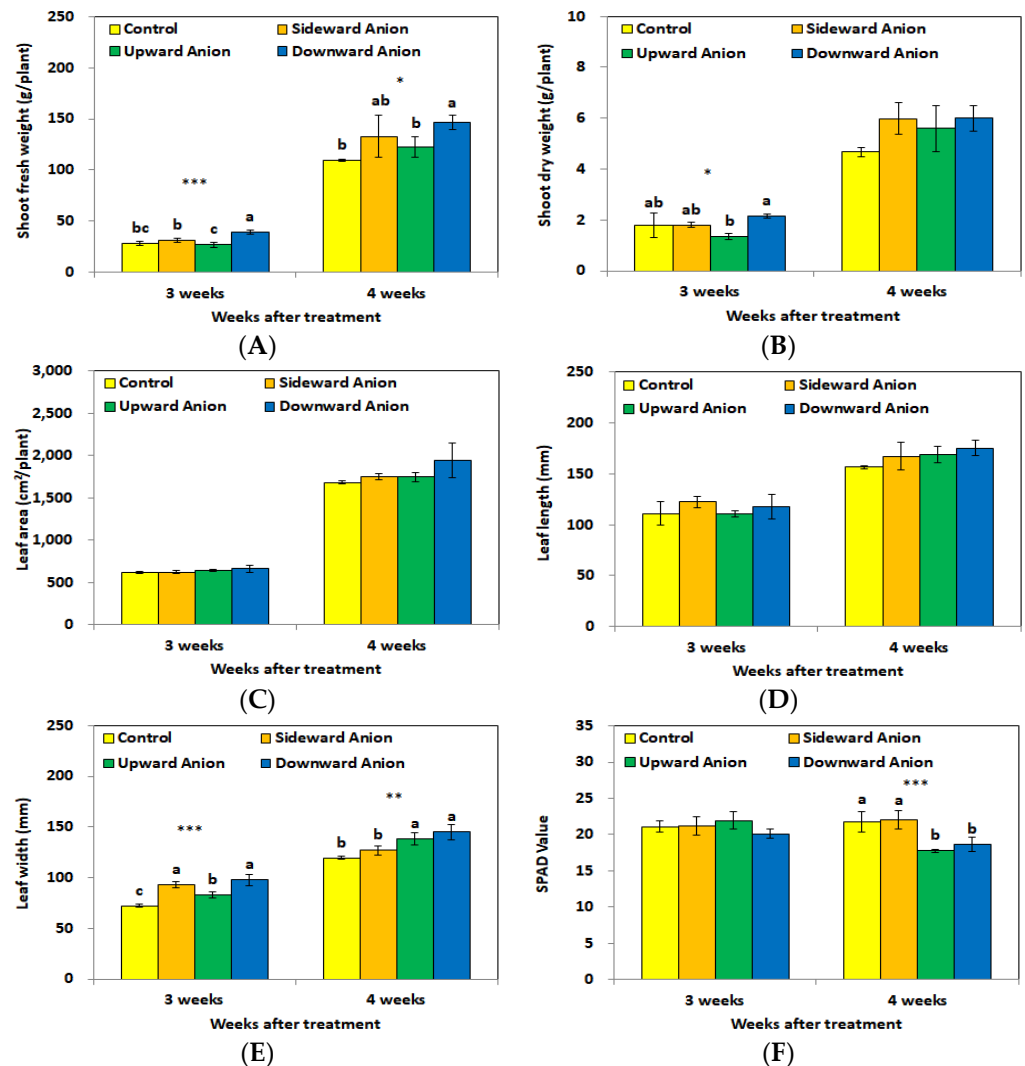 250
200
150
100
50
0
Shoot fresh weight (g/plant)
Control Sideward Anion
Upward Anion Downward Anion
*
ab a
b b
***
bc b c a
3 weeks 4 weeks
Weeks after treatment
(A)
10
8
6
4
2
0
Shoot dry weight (g/plant)
Control Sideward Anion
Upward Anion Downward Anion
*
ab ab b a
3 weeks 4 weeks
Weeks after treatment
(B)
3,000
2,500
2,000
1,500
1,000
500
0
Leaf area (cm²/plant)
Control Sideward Anion
Upward Anion Downward Anion
3 weeks 4 weeks
Weeks after treatment
(C)
250
200
150
100
50
0
Leaf length (mm)
Control Sideward Anion
Upward Anion Downward Anion
3 weeks 4 weeks
Weeks after treatment
(D)
250
200
150
100
50
0
Leaf width (mm)
Control Sideward Anion
Upward Anion Downward Anion
*** **
c a b a b b a a
3 weeks 4 weeks
Weeks after treatment
(E)
35
30
25
20
15
10
5
0
SPAD Value
Control Sideward Anion
Upward Anion Downward Anion
***
a a b b
3 weeks 4 weeks
Weeks after treatment
(F)